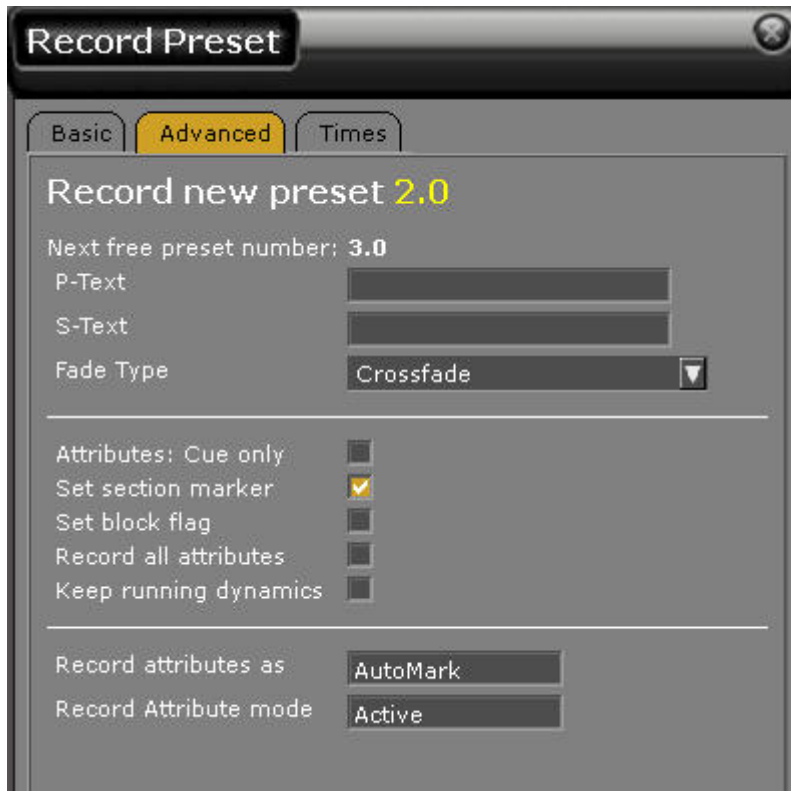 Record Preset
Basic Advanced Times
Record new preset 2.0
Next free preset number: 3.0
P-Text
S-Text
Fade Type Crossfade
Attributes: Cue only
Set section marker
Set block flag
Record all attributes
Keep running dynamics
Record attributes as AutoMark
Record Attribute mode Active